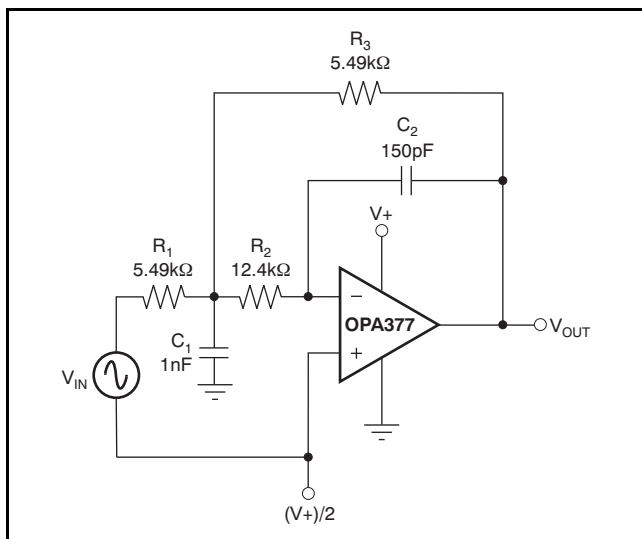 R3
5.49kΩ
C2
150pF
V+
R1
5.49kΩ
R2
12.4kΩ
−
OPA377
+
VOUT
C1
1nF
VIN
(V+)/2